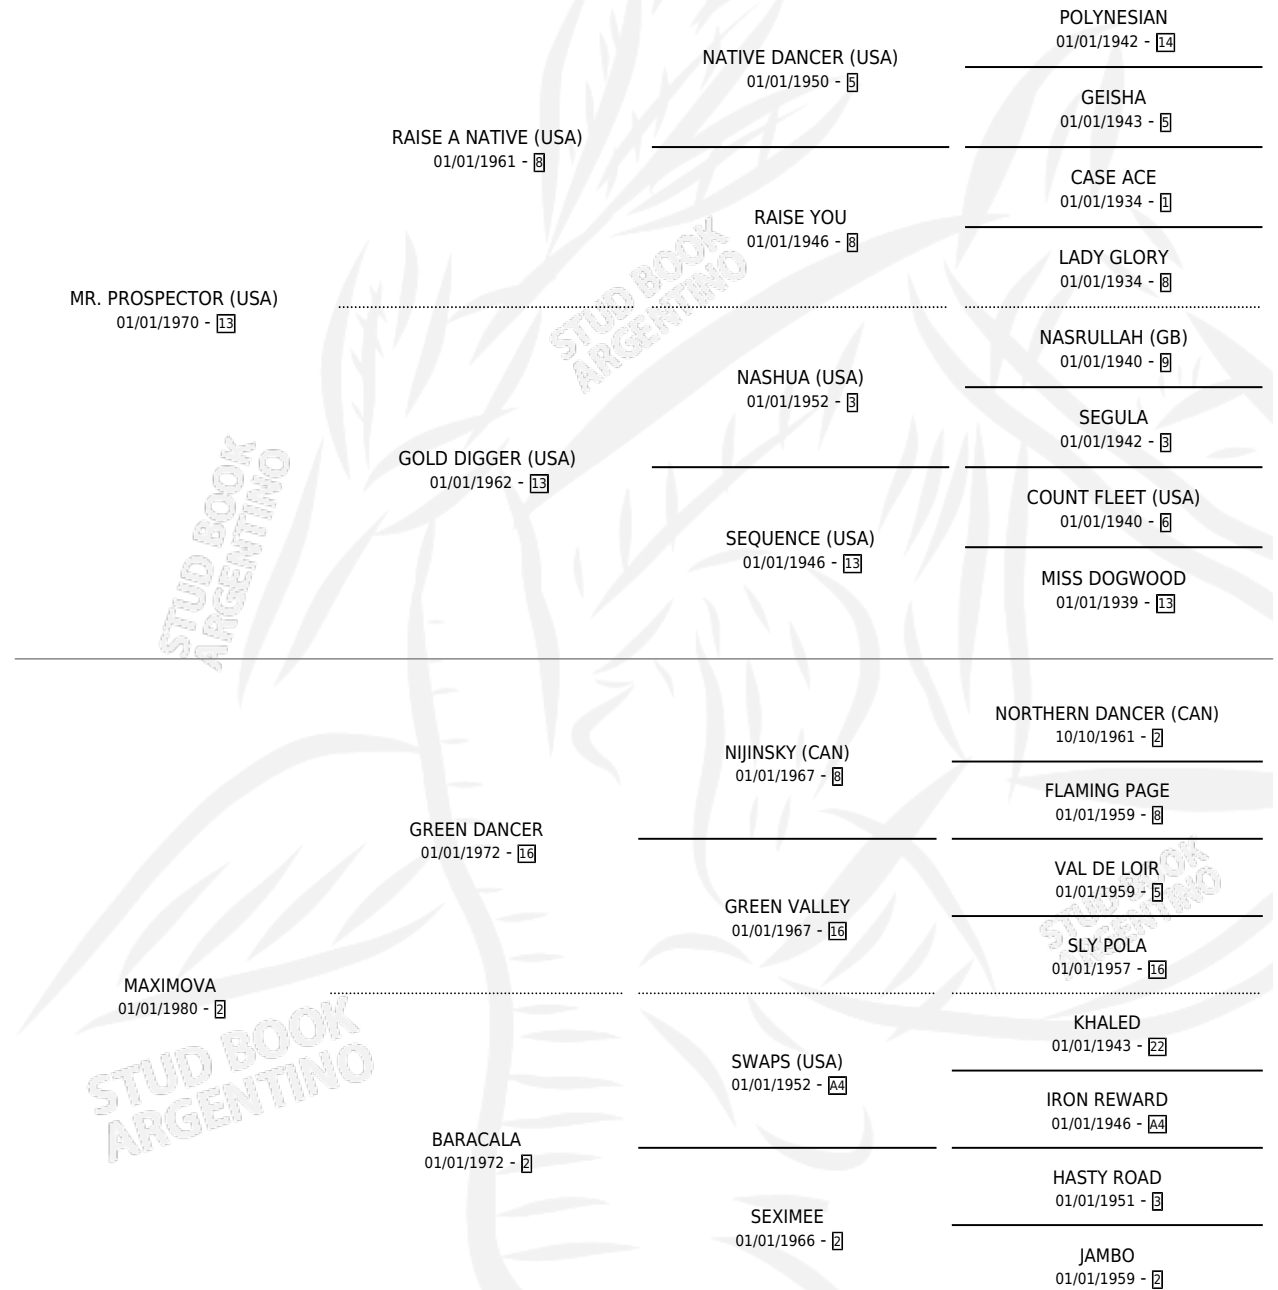 POLYNESIAN
01/01/1942 - 14
NATIVE DANCER (USA)
01/01/1950 - 5
GEISHA
01/01/1943 - 5
RAISE A NATIVE (USA)
01/01/1961 - 8
CASE ACE
01/01/1934 - 1
RAISE YOU
01/01/1946 - 8
LADY GLORY
01/01/1934 - 8
MR. PROSPECTOR (USA)
01/01/1970 - 13
STUD BOOK
ARGENTINO
NASRULLAH (GB)
01/01/1940 - 9
NASHUA (USA)
01/01/1952 - 3
SEGULA
01/01/1942 - 3
GOLD DIGGER (USA)
01/01/1962 - 13
COUNT FLEET (USA)
01/01/1940 - 6
SEQUENCE (USA)
01/01/1946 - 13
MISS DOGWOOD
01/01/1939 - 13
STUD BOOK
ARGENTINO
NORTHERN DANCER (CAN)
10/10/1961 - 2
NIJINSKY (CAN)
01/01/1967 - 8
FLAMING PAGE
01/01/1959 - 8
GREEN DANCER
01/01/1972 - 16
VAL DE LOIR
01/01/1959 - 5
GREEN VALLEY
01/01/1967 - 16
STUD BOOK
ARGENTINO
SLY POLA
01/01/1957 - 16
MAXIMOVA
01/01/1980 - 2
KHALED
01/01/1943 - 22
SWAPS (USA)
01/01/1952 - A4
STUD BOOK
ARGENTINO
IRON REWARD
01/01/1946 - A4
BARACALA
01/01/1972 - 2
HASTY ROAD
01/01/1951 - 3
SEXIMEE
01/01/1966 - 2
JAMBO
01/01/1959 - 2